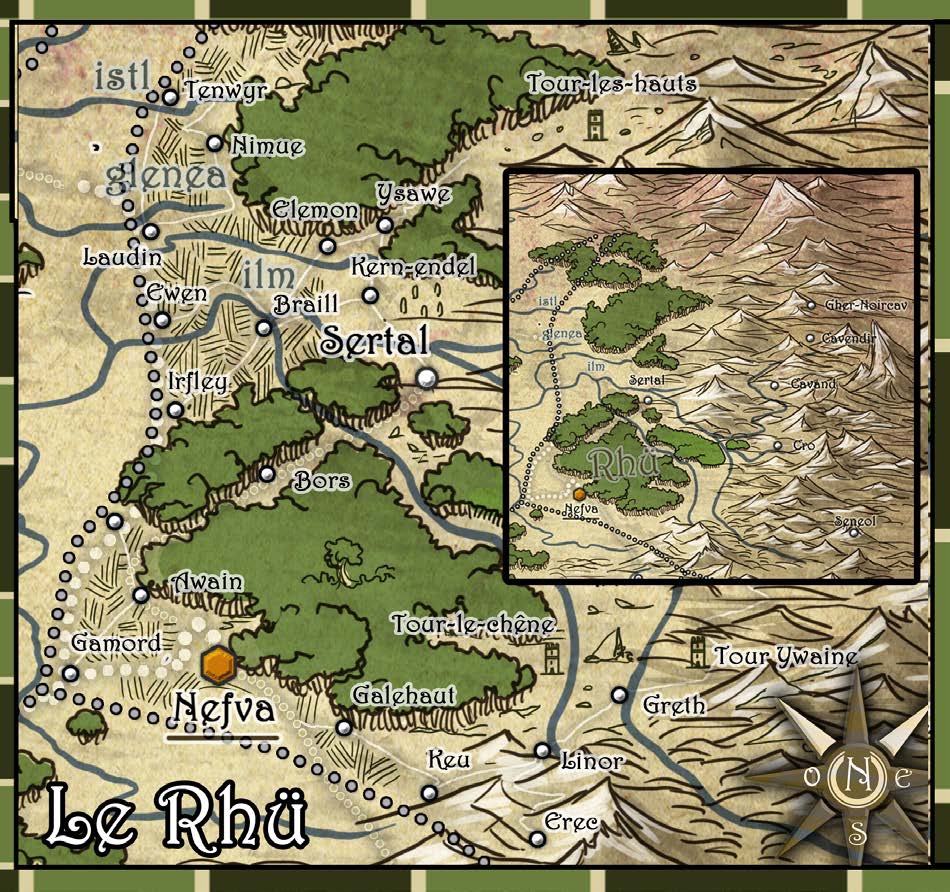 istl
Tenwyr
Tour-les-hauts
Nimue
glenea
Ysawe
Elemon
Laudin
ilm
Kern-endel
Ewen
Braill
Sertal
Irfley
Bors
Awain
Gamord
Tour-le-chêne
Tour Ywaine
Nefva
Galehaut
Greth
Keu
Linor
Erec
Le Rhü
istl
Gher-Noircav
glenea
Cavendir
ilm
Sertal
Cavand
Cro
Rhü
Nefva
Seneol
O N E
S